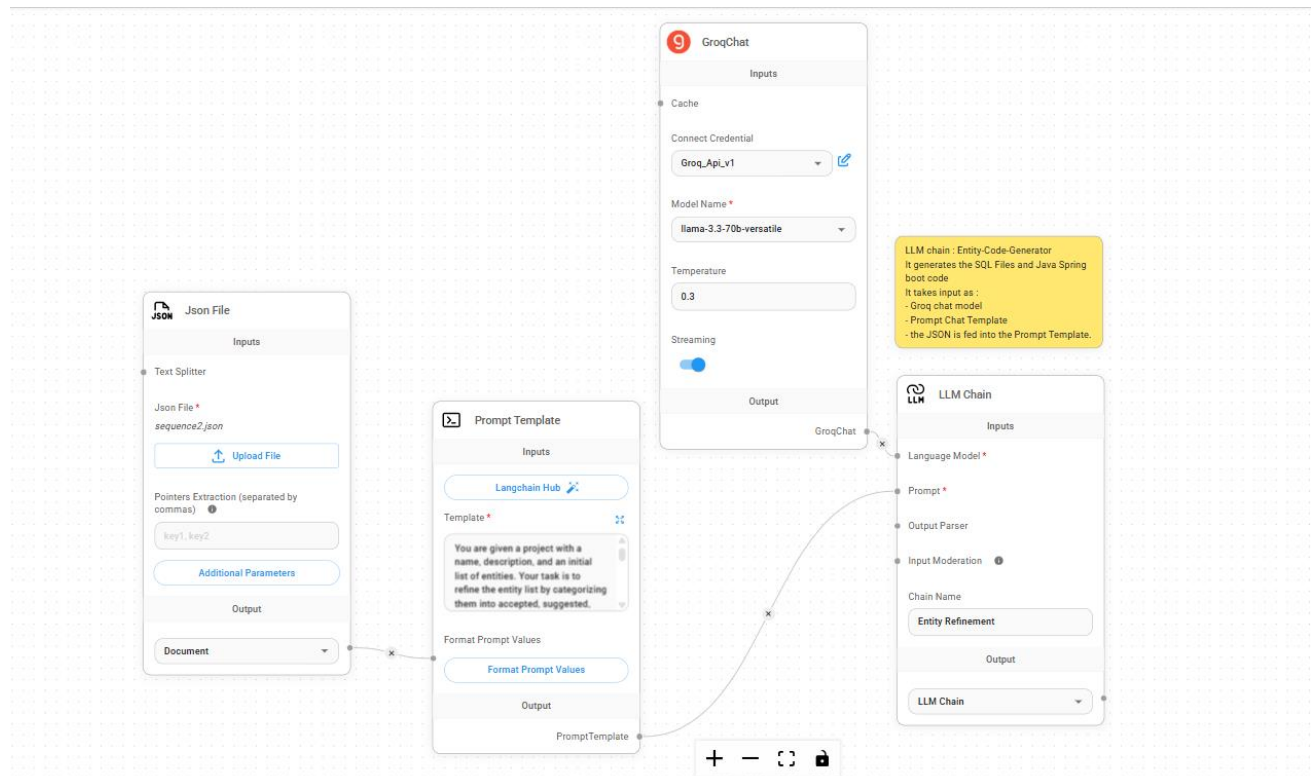 GroqChat
Inputs
Cache
Connect Credential
Groq_Api_v1
Model Name *
llama-3.3-70b-versatile
Temperature
0.3
Streaming
Output
GroqChat
LLM chain : Entity-Code-Generator
It generates the SQL Files and Java Spring
boot code
It takes input as :
- Groq chat model
- Prompt Chat Template
- the JSON is fed into the Prompt Template.
JSON
Json File
Inputs
Text Splitter
Json File *
sequence2.json
Upload File
Pointers Extraction (separated by
commas)
key1, key2
Additional Parameters
Output
Document
Prompt Template
Inputs
Langchain Hub
Template *
You are given a project with a
name, description, and an initial
list of entities. Your task is to
refine the entity list by categorizing
them into accepted, suggested,
Format Prompt Values
Format Prompt Values
Output
PromptTemplate
LLM
LLM Chain
Inputs
Language Model *
Prompt *
Output Parser
Input Moderation
Chain Name
Entity Refinement
Output
LLM Chain